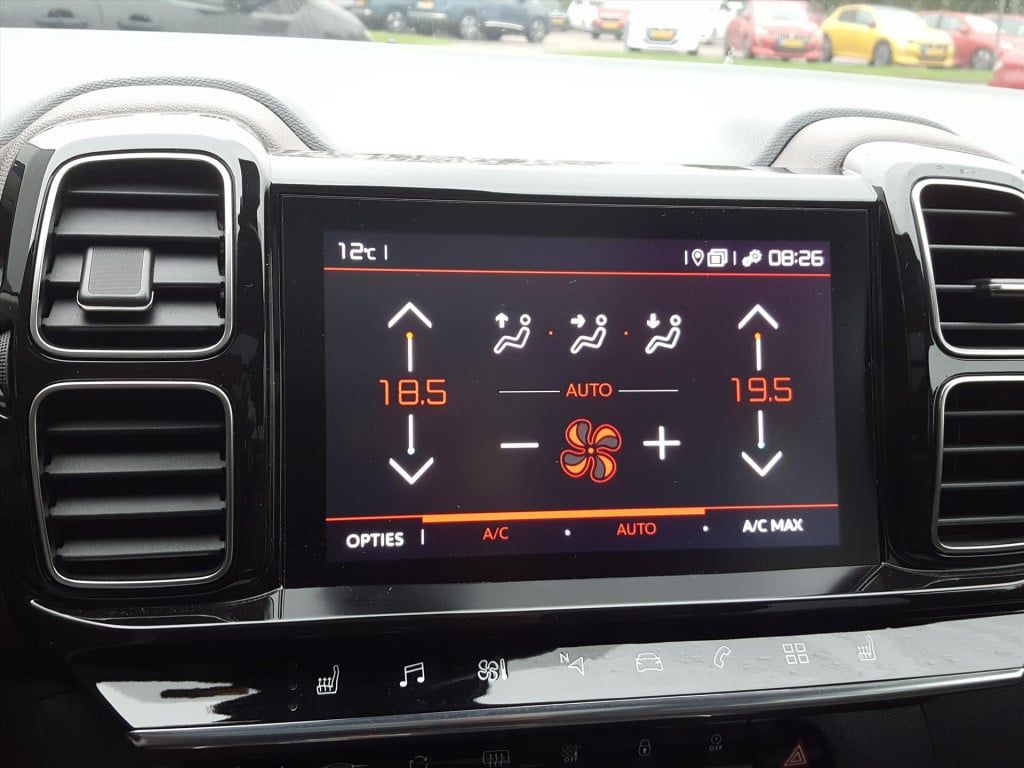 12°C 08:26
18.5 19.5
AUTO
OPTIES A/C AUTO A/C MAX
N